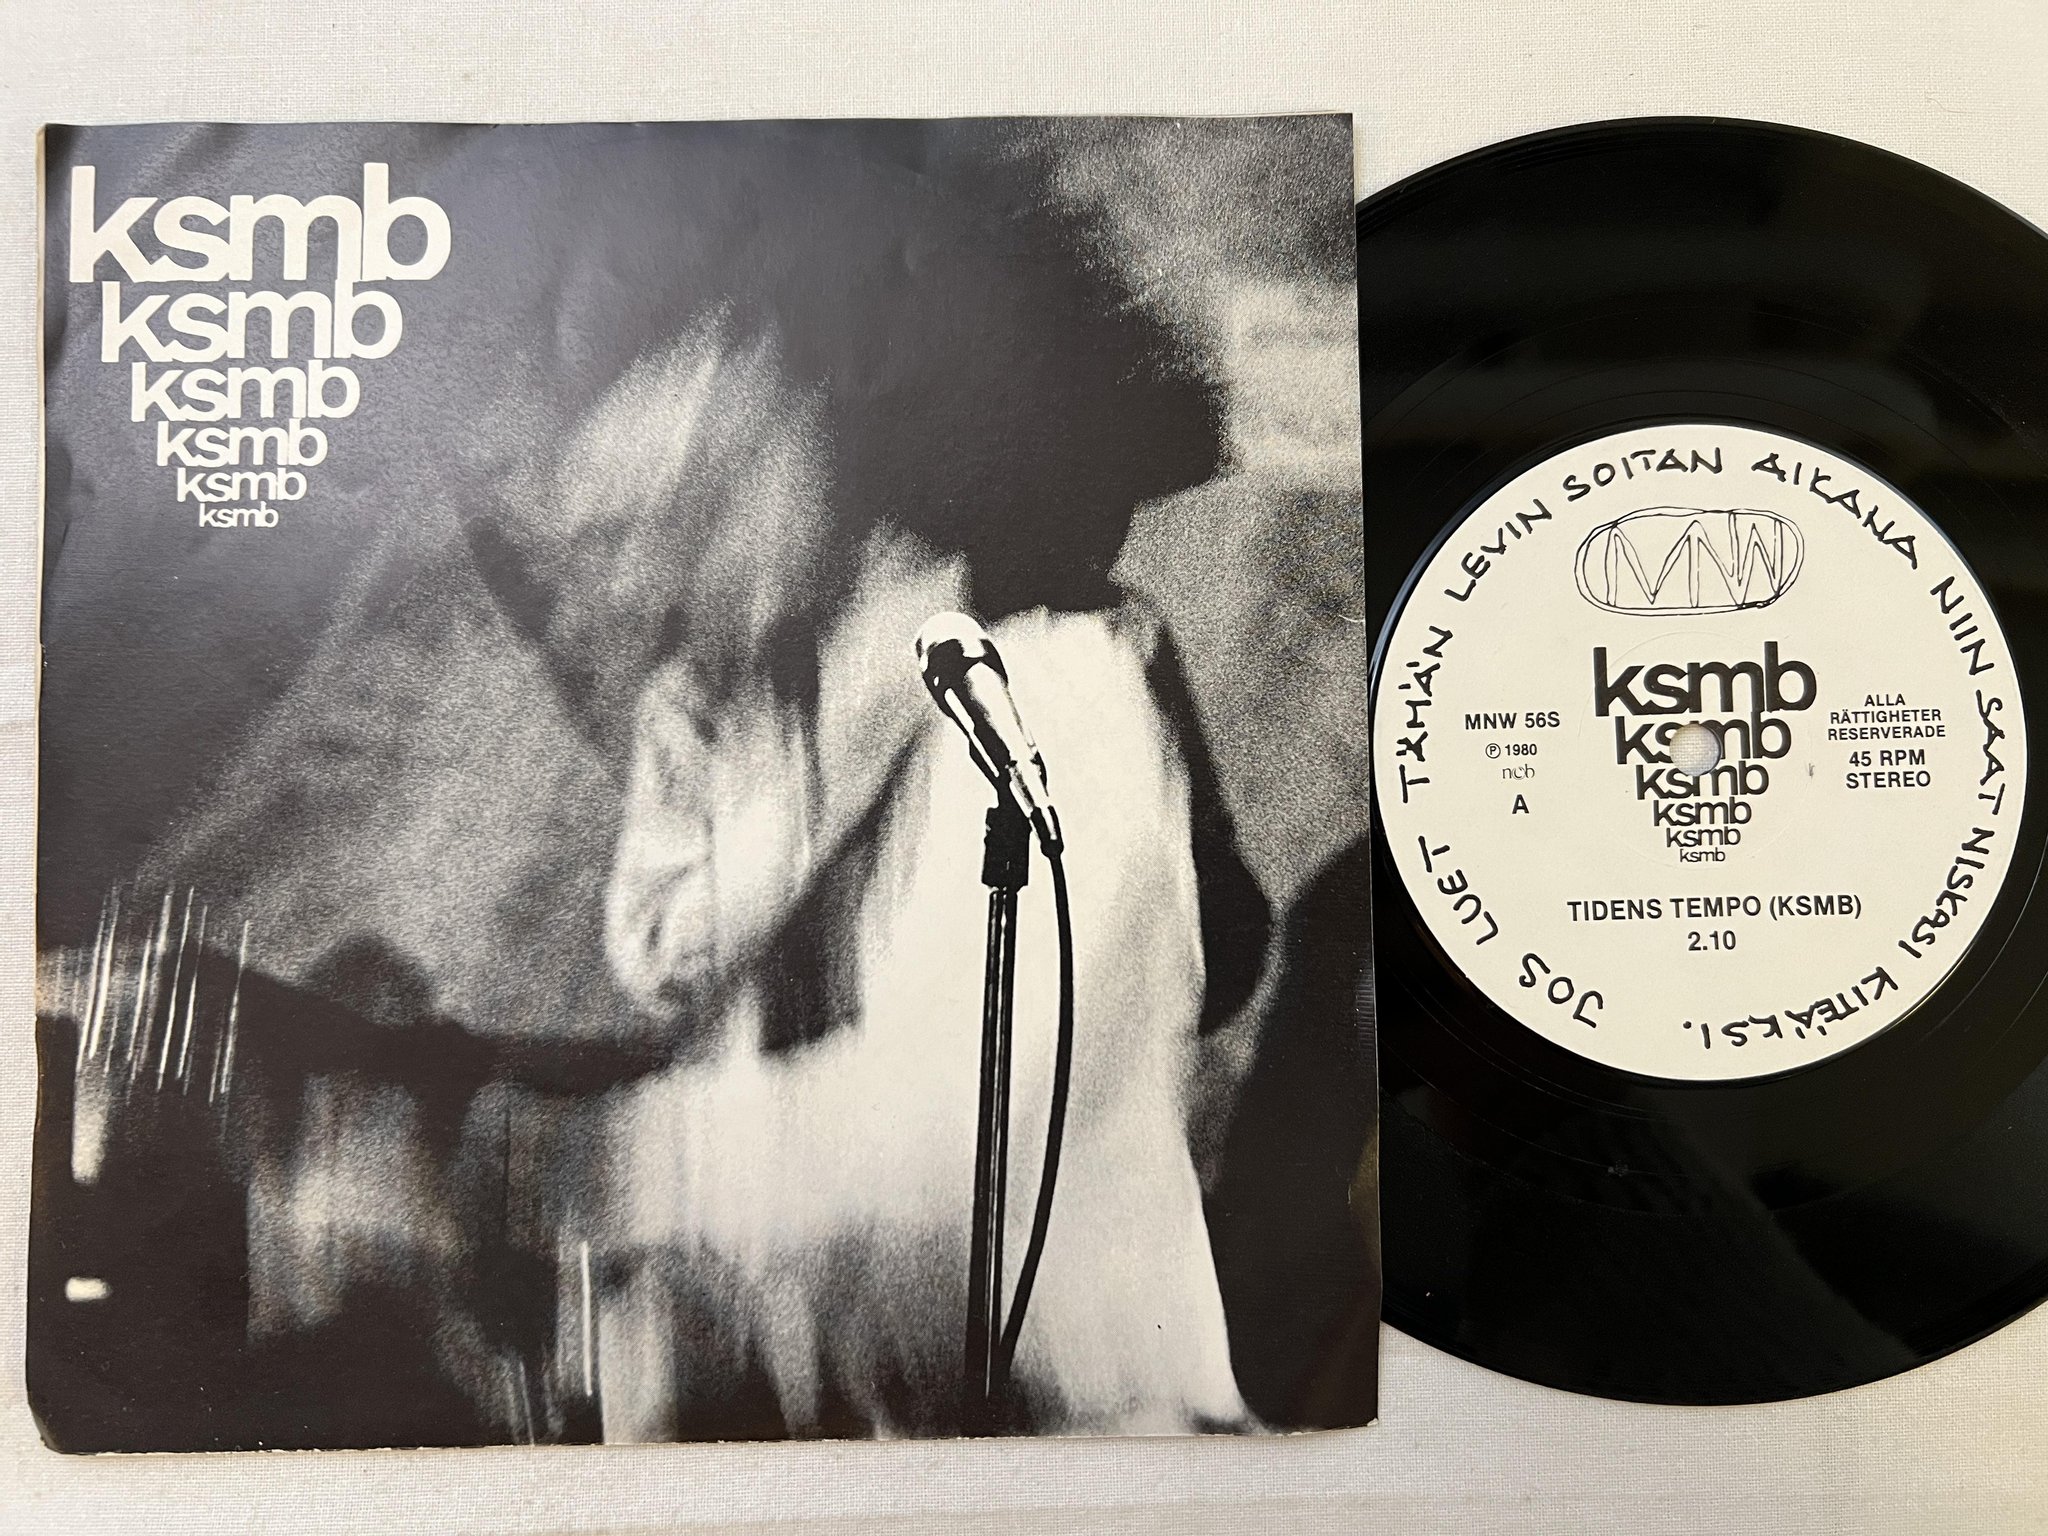 ksmb
ksmb
ksmb
ksmb
ksmb
ksmb
JOS LUET TÄMÄN LEVIN SOITAN AIKANA NIIN SAAT NISKASI KITEÄKSI.
MNW
ksmb
ksmb
ksmb
ksmb
ksmb
ksmb
MNW 56S
Ⓟ 1980
ncb
A
ALLA
RÄTTIGHETER
RESERVERADE
45 RPM
STEREO
TIDENS TEMPO (KSMB)
2.10